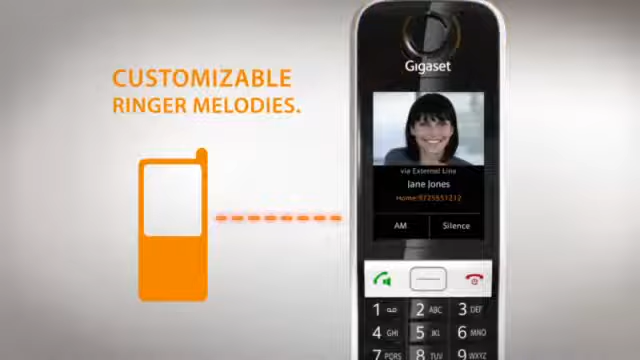 CUSTOMIZABLE
RINGER MELODIES.
Gigaset
via External Line
Jane Jones
Home:9725551212
AM Silence
1 2 ABC 3 DEF
4 GHI 5 JKL 6 MNO
7 PQRS 8 TUV 9 WXYZ